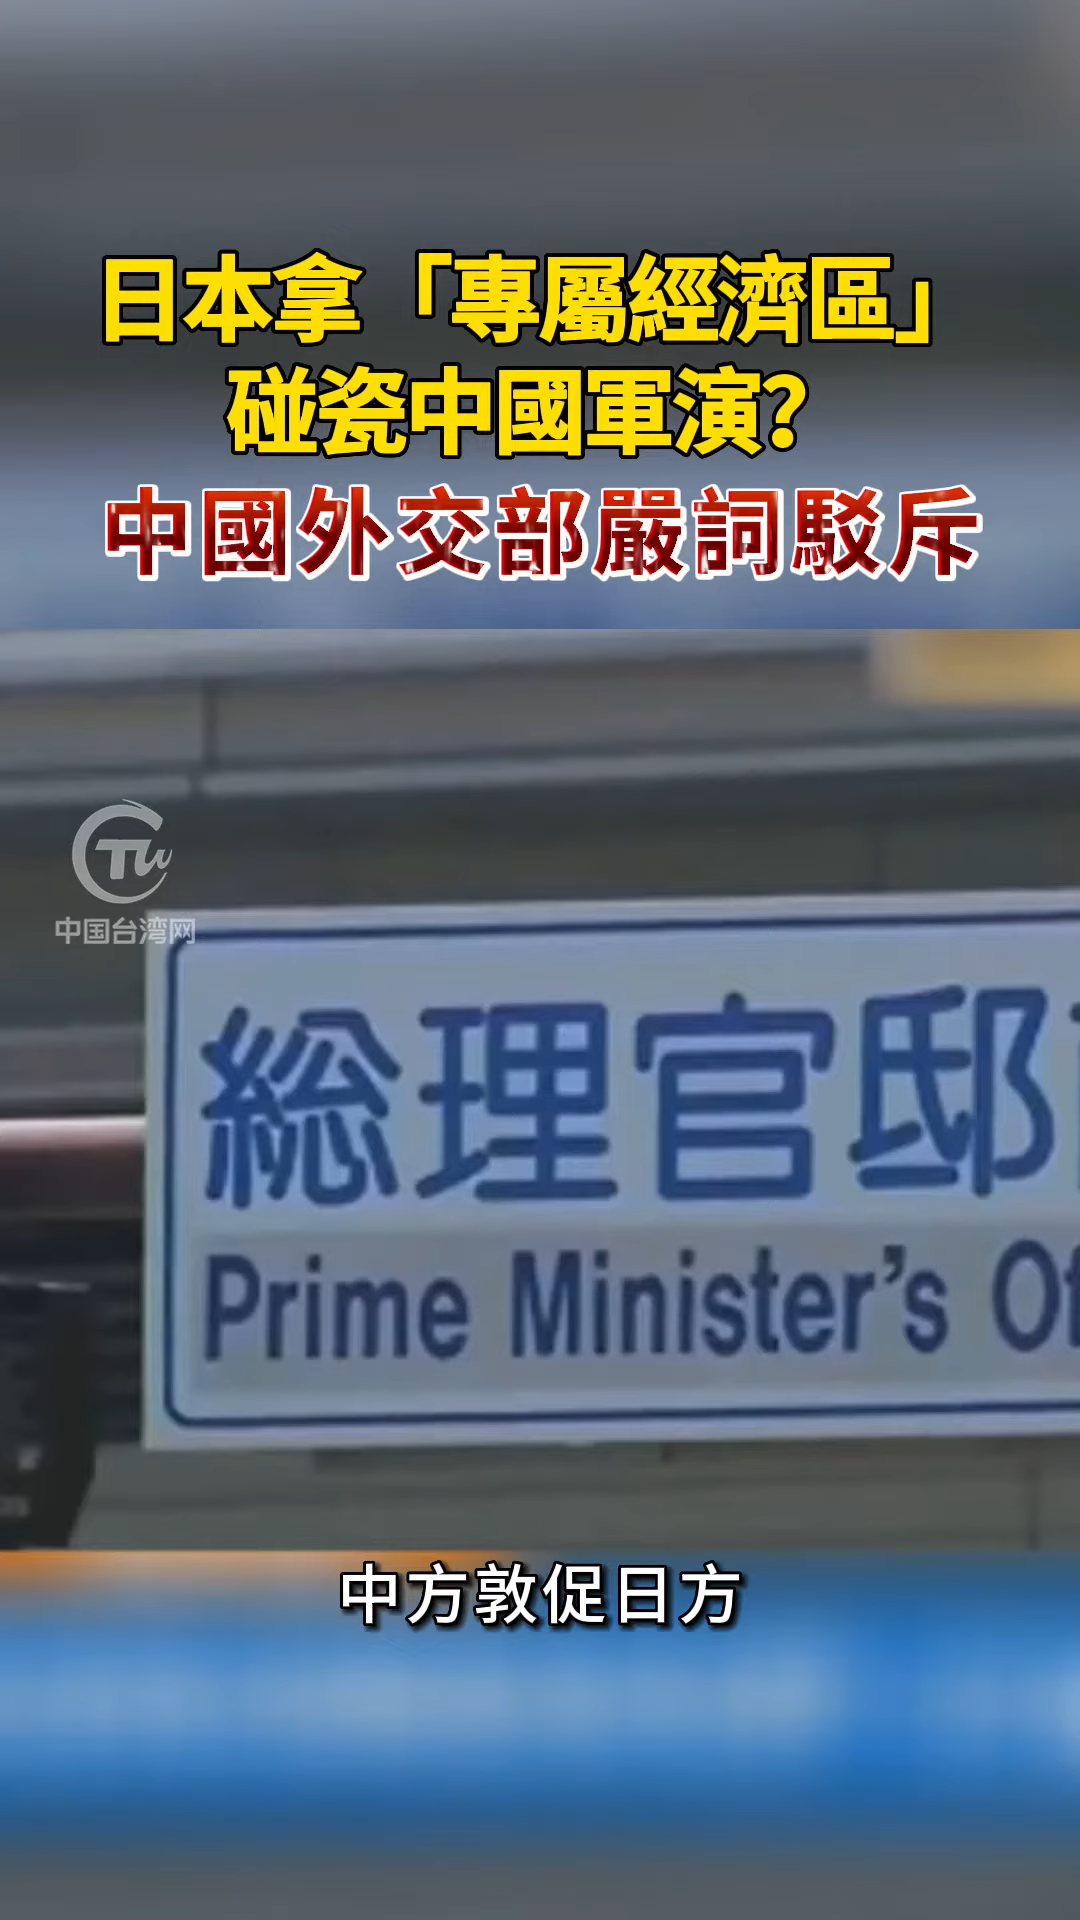 日本拿「專屬經濟區」
碰瓷中國軍演？
中國外交部嚴詞駁斥
TW
中国台湾网
総理官邸
Prime Minister's
中方敦促日方